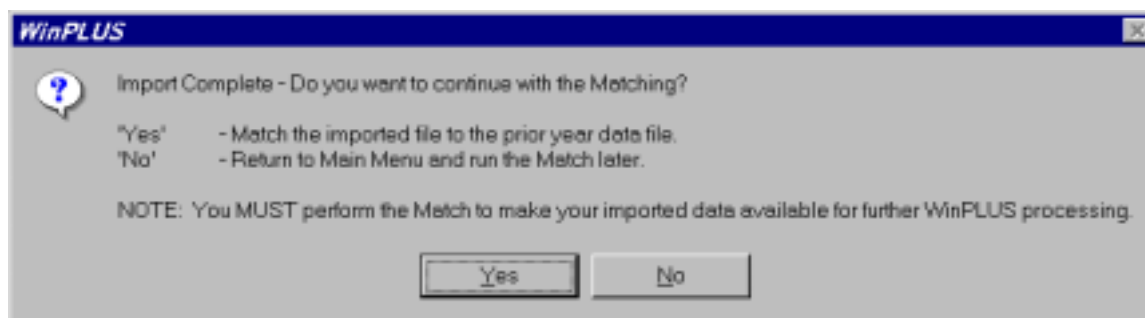 WinPLUS
?
Import Complete - Do you want to continue with the Matching?
'Yes' - Match the imported file to the prior year data file.
'No' - Return to Main Menu and run the Match later.
NOTE: You MUST perform the Match to make your imported data available for further WinPLUS processing.
Yes No